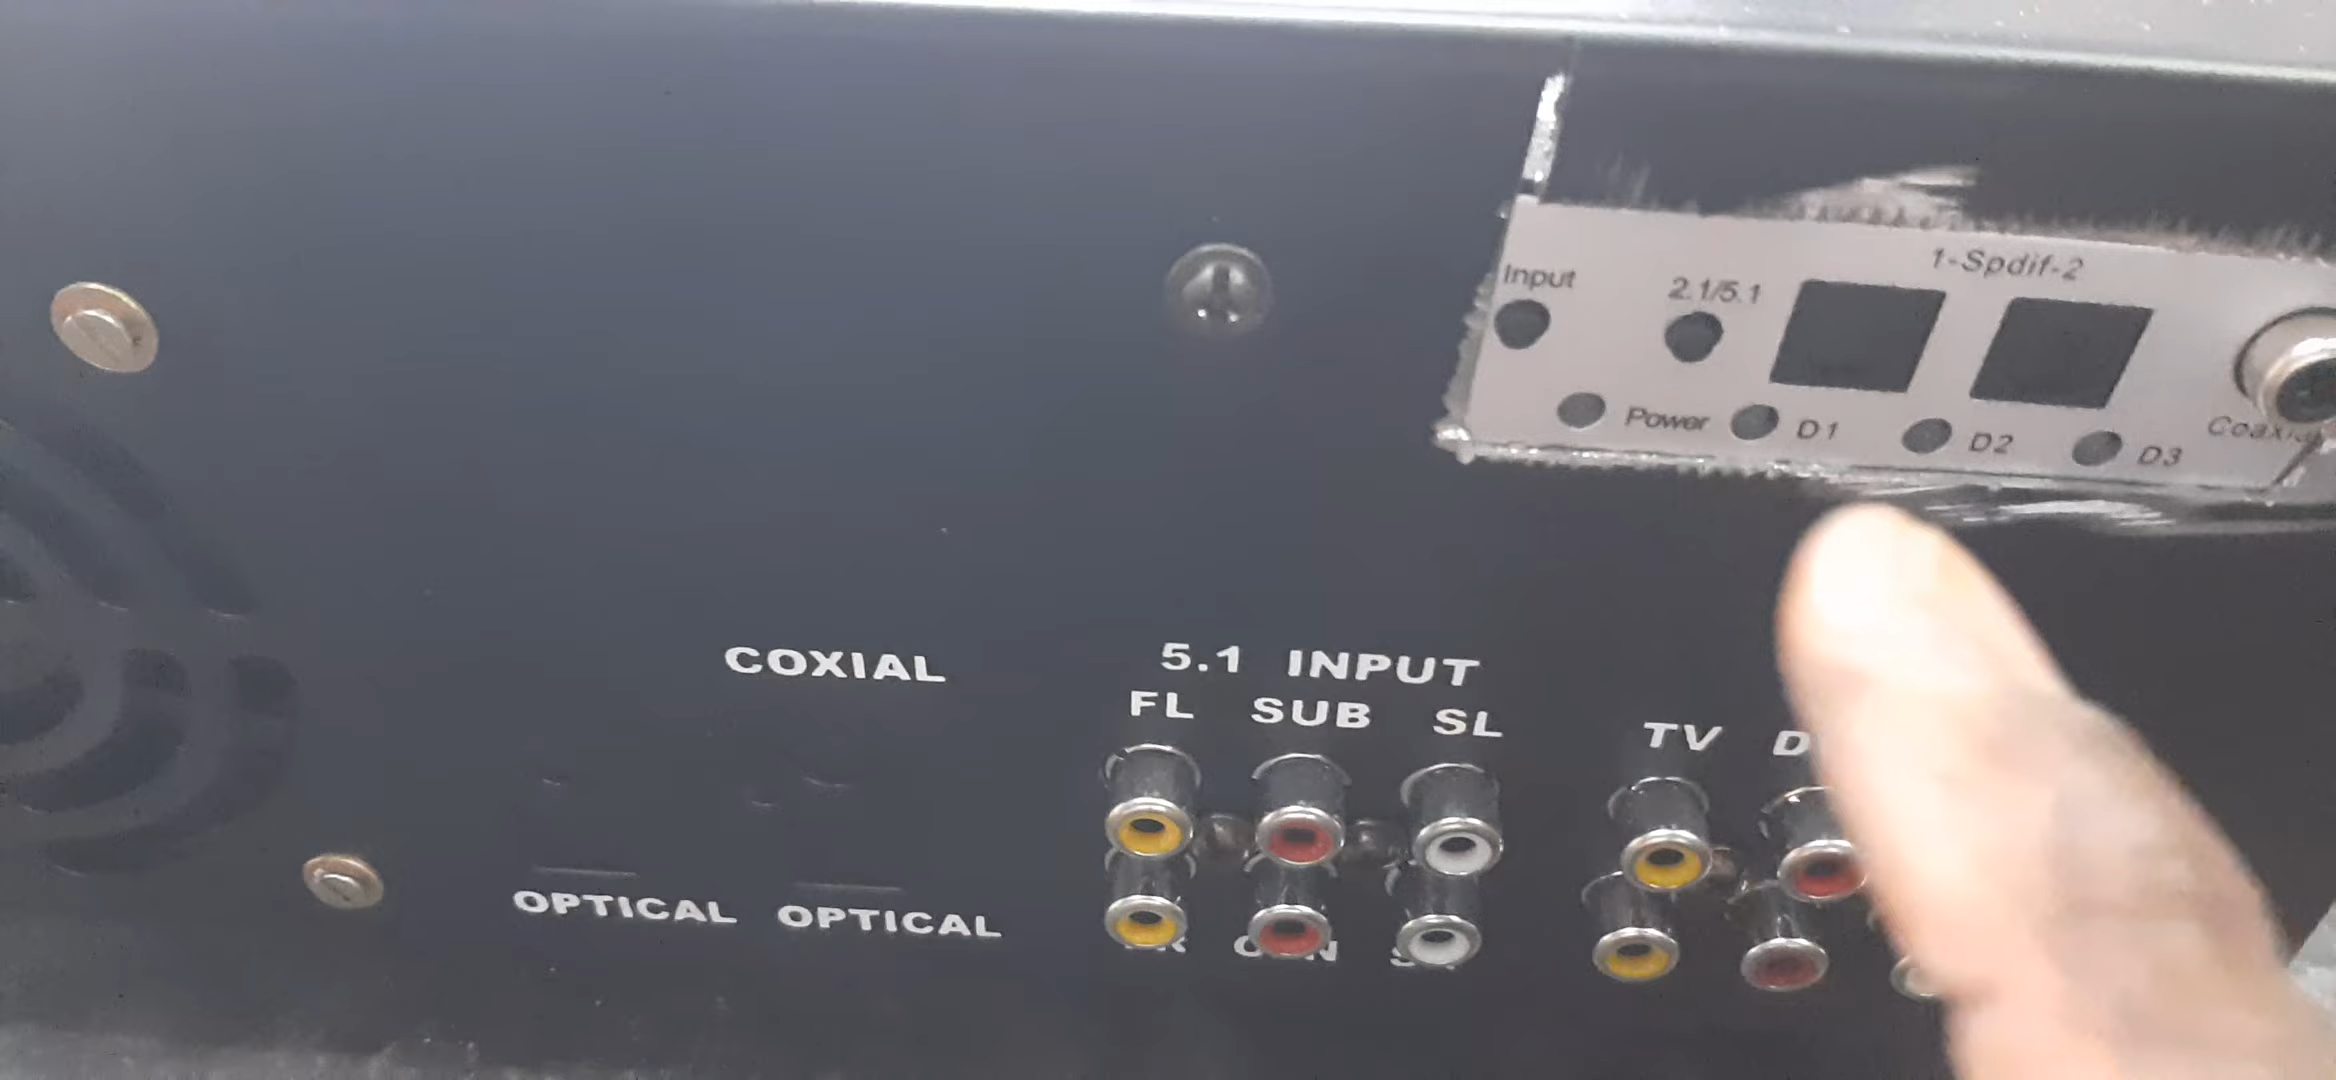 1-Spdif-2
Input
2.1/5.1
Power D1 D2 D3
COXIAL
5.1 INPUT
FL SUB SL
TV
OPTICAL OPTICAL